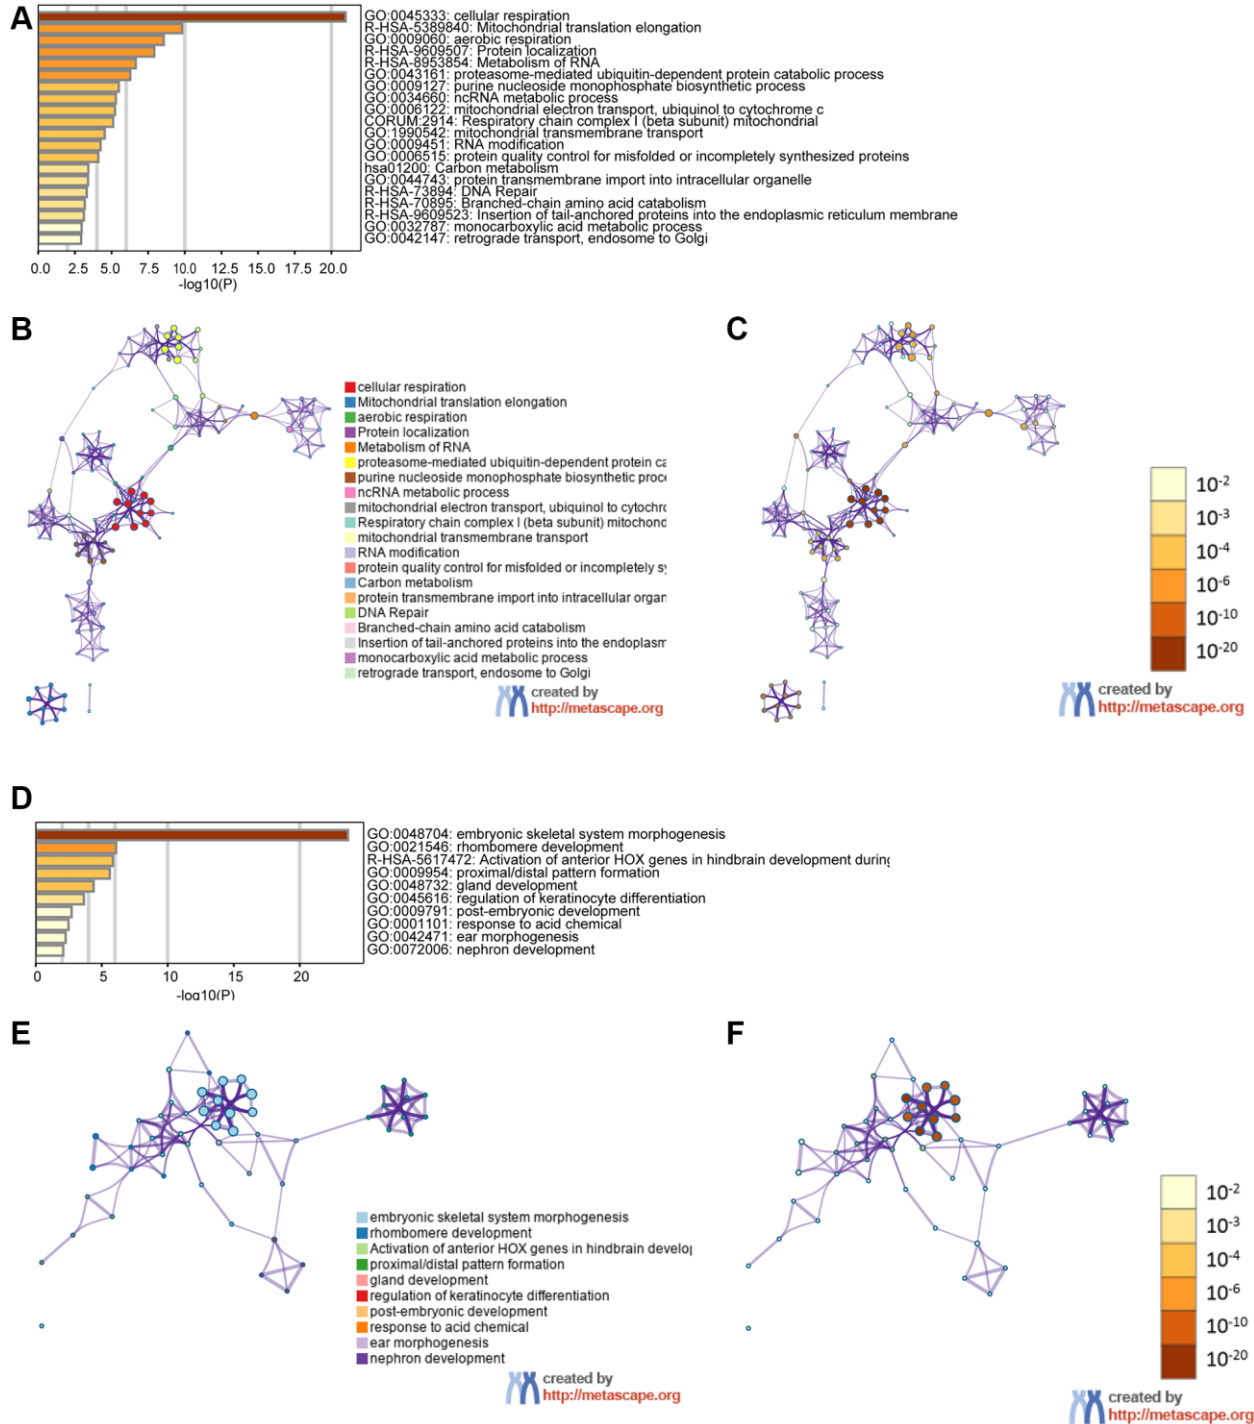 A
GO:0045333: cellular respiration
R-HSA-5389840: Mitochondrial translation elongation
GO:0009060: aerobic respiration
R-HSA-9609507: Protein localization
R-HSA-8953854: Metabolism of RNA
GO:0043161: proteasome-mediated ubiquitin-dependent protein catabolic process
GO:0009127: purine nucleoside monophosphate biosynthetic process
GO:0034660: ncRNA metabolic process
GO:0006122: mitochondrial electron transport, ubiquinol to cytochrome c
CORUM:2914: Respiratory chain complex I (beta subunit) mitochondrial
GO:1990542: mitochondrial transmembrane transport
GO:0009451: RNA modification
GO:0006515: protein quality control for misfolded or incompletely synthesized proteins
hsa01200: Carbon metabolism
GO:0044743: protein transmembrane import into intracellular organelle
R-HSA-73894: DNA Repair
R-HSA-70895: Branched-chain amino acid catabolism
R-HSA-9609523: Insertion of tail-anchored proteins into the endoplasmic reticulum membrane
GO:0032787: monocarboxylic acid metabolic process
GO:0042147: retrograde transport, endosome to Golgi
0.0 2.5 5.0 7.5 10.0 12.5 15.0 17.5 20.0
-log10(P)
B
cellular respiration
Mitochondrial translation elongation
aerobic respiration
Protein localization
Metabolism of RNA
proteasome-mediated ubiquitin-dependent protein ca
purine nucleoside monophosphate biosynthetic proce
ncRNA metabolic process
mitochondrial electron transport, ubiquinol to cytochro
Respiratory chain complex I (beta subunit) mitochond
mitochondrial transmembrane transport
RNA modification
protein quality control for misfolded or incompletely sy
Carbon metabolism
protein transmembrane import into intracellular organ
DNA Repair
Branched-chain amino acid catabolism
Insertion of tail-anchored proteins into the endoplasm
monocarboxylic acid metabolic process
retrograde transport, endosome to Golgi
created by
http://metascape.org
C
10-2
10-3
10-4
10-6
10-10
10-20
created by
http://metascape.org
D
GO:0048704: embryonic skeletal system morphogenesis
GO:0021546: rhombomere development
R-HSA-5617472: Activation of anterior HOX genes in hindbrain development during
GO:0009954: proximal/distal pattern formation
GO:0048732: gland development
GO:0045616: regulation of keratinocyte differentiation
GO:0009791: post-embryonic development
GO:0001101: response to acid chemical
GO:0042471: ear morphogenesis
GO:0072006: nephron development
0 5 10 15 20
-log10(P)
E
embryonic skeletal system morphogenesis
rhombomere development
Activation of anterior HOX genes in hindbrain develop
proximal/distal pattern formation
gland development
regulation of keratinocyte differentiation
post-embryonic development
response to acid chemical
ear morphogenesis
nephron development
created by
http://metascape.org
F
10-2
10-3
10-4
10-6
10-10
10-20
created by
http://metascape.org